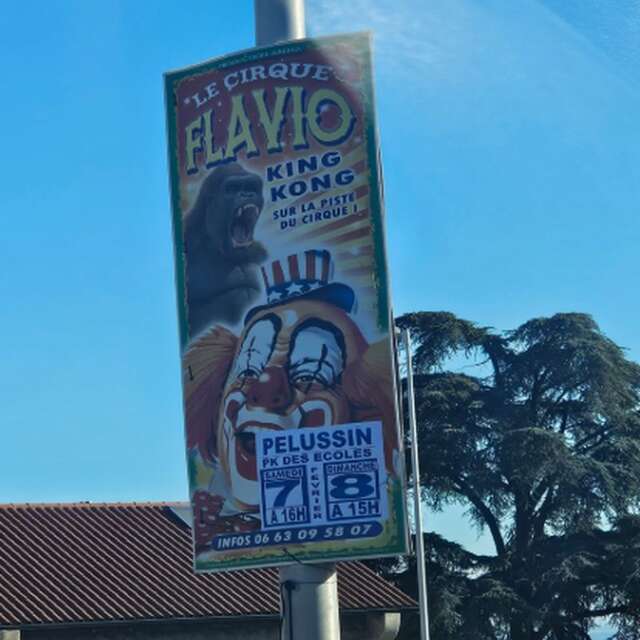 "LE CIRQUE"
FLAVIO
KING
KONG
SUR LA PISTE
DU CIRQUE !
PELUSSIN
PK DES ECOLES
SAMEDI
7
A 16H
FÉVRIER
DIMANCHE
8
A 15H
INFOS 06 63 09 58 07